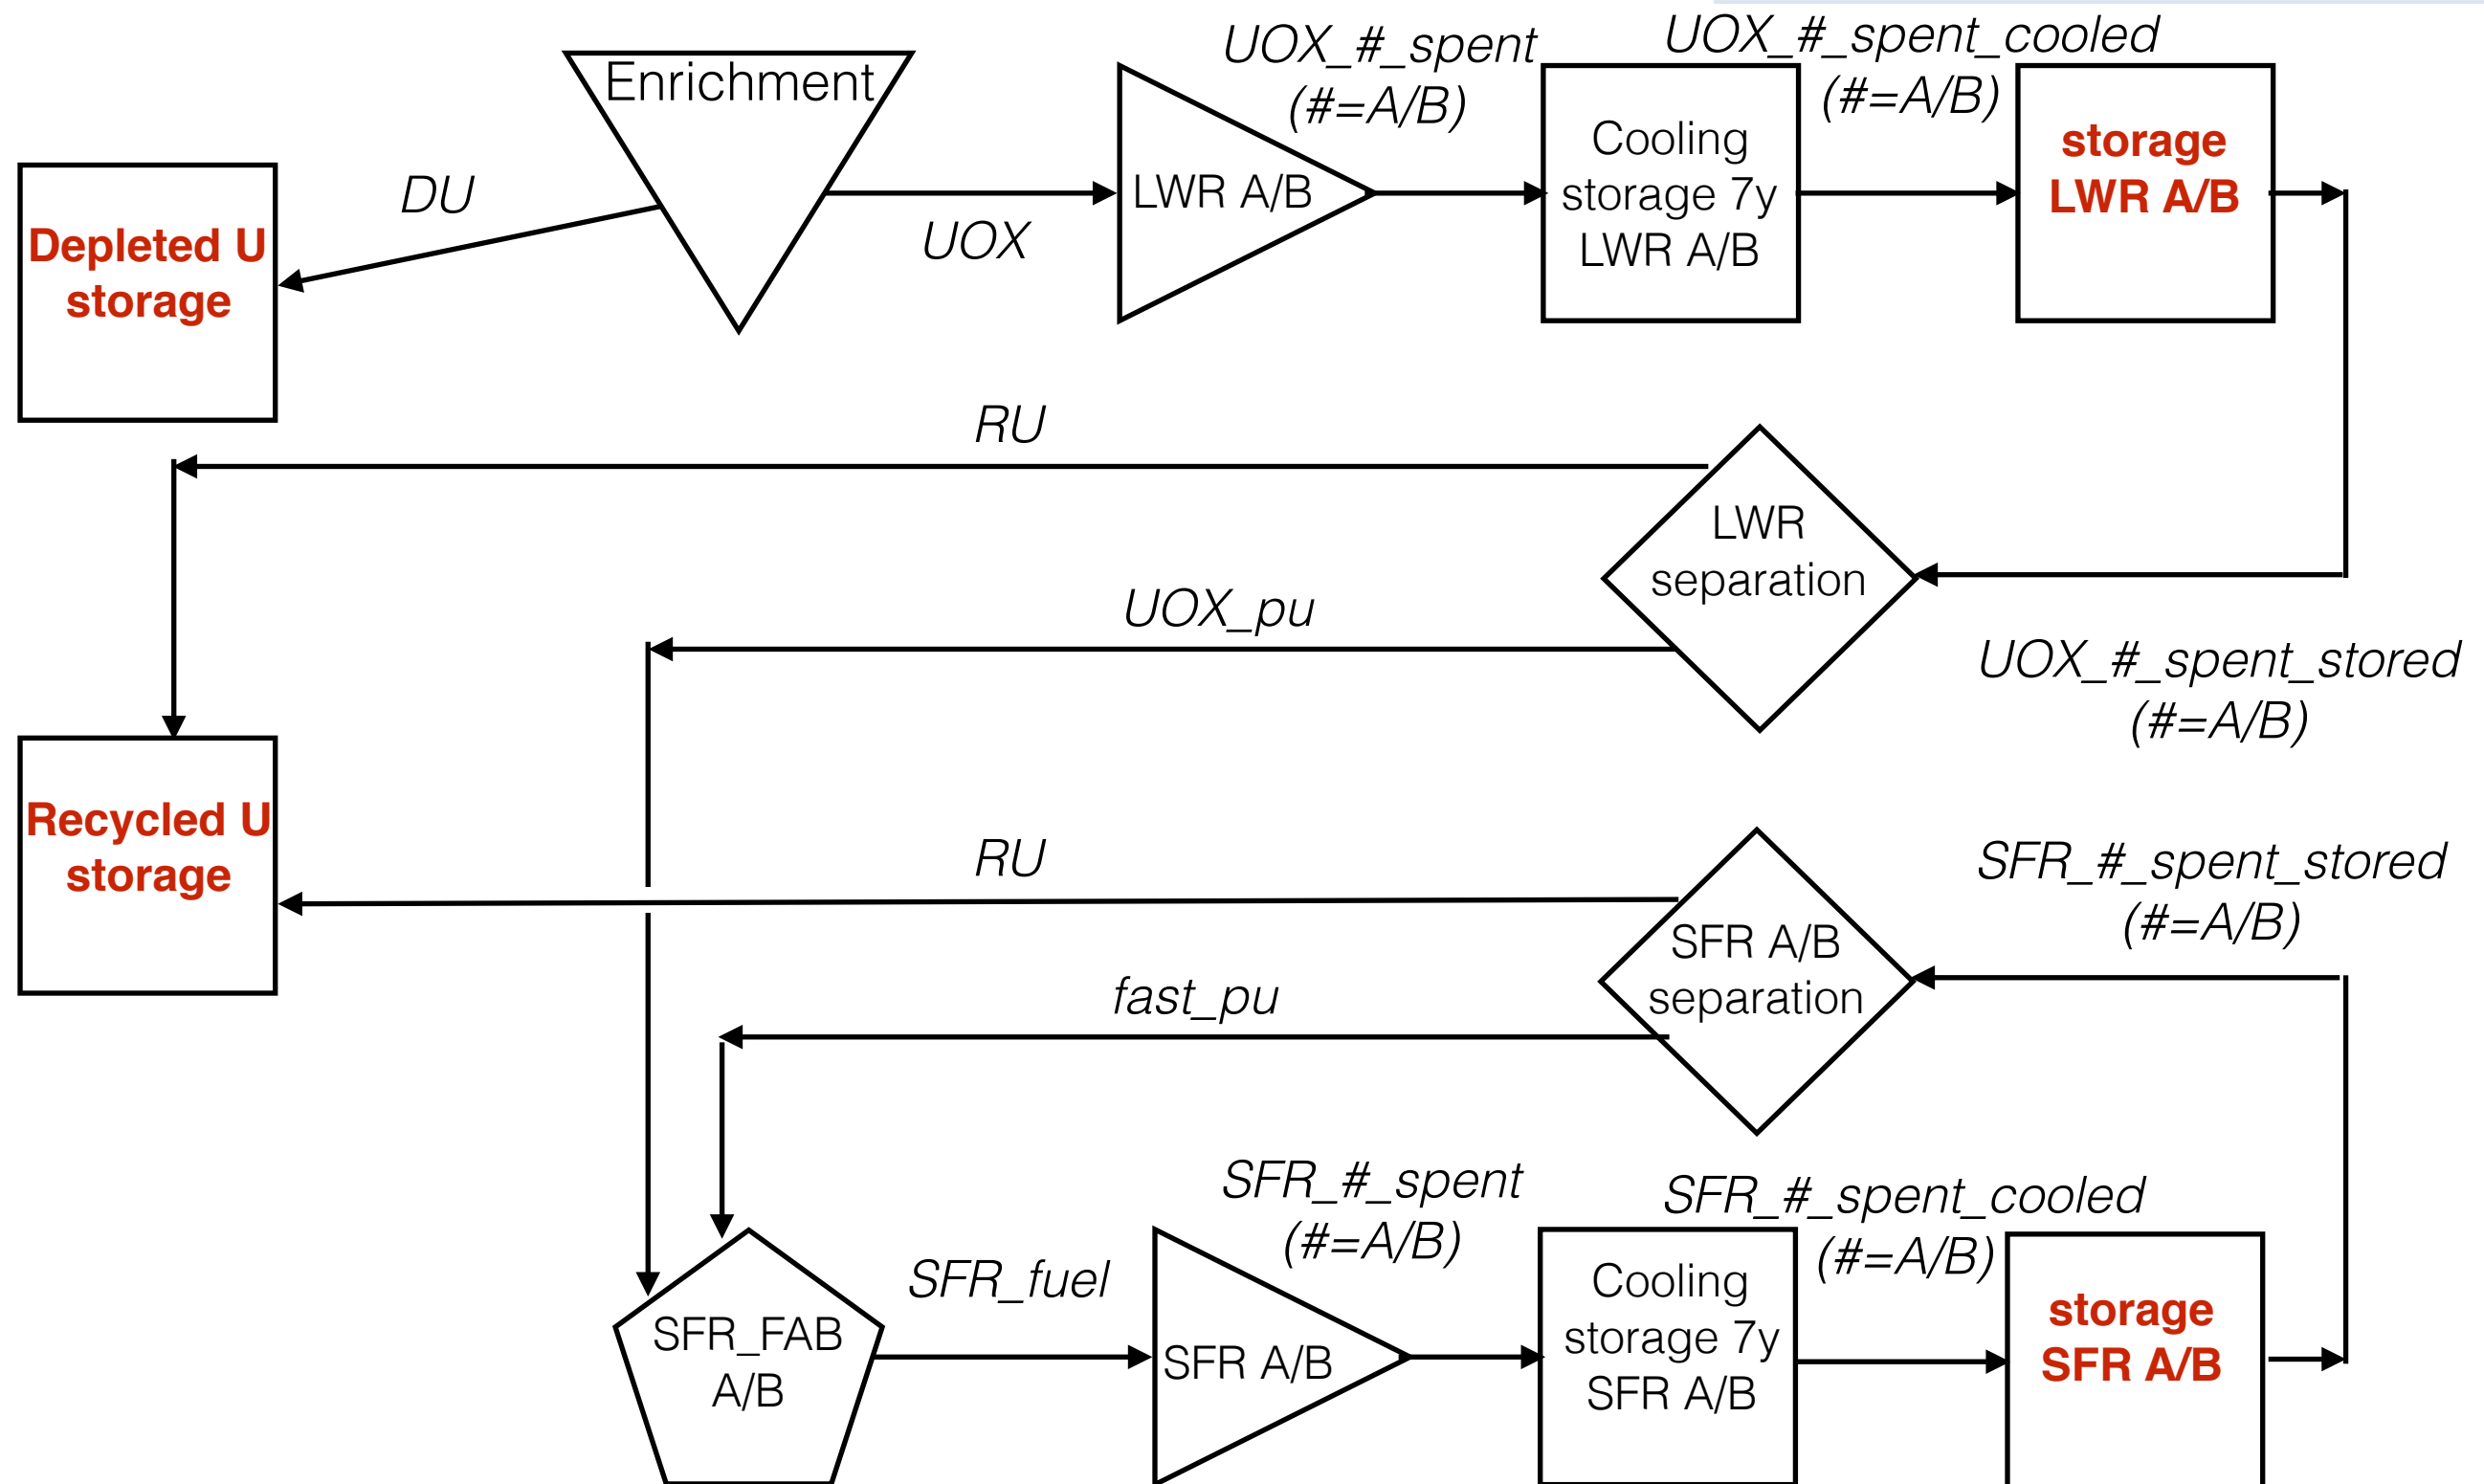 UOX_#_spent
(#=A/B)
UOX_#_spent_cooled
(#=A/B)
Enrichment
Cooling
storage 7y
LWR A/B
storage
LWR A/B
DU
LWR A/B
UOX
Depleted U
storage
RU
LWR
separation
UOX_pu
UOX_#_spent_stored
(#=A/B)
Recycled U
storage
RU
SFR_#_spent_stored
(#=A/B)
SFR A/B
separation
fast_pu
SFR_#_spent
(#=A/B)
SFR_#_spent_cooled
(#=A/B)
SFR_fuel
SFR_FAB
A/B
SFR A/B
Cooling
storage 7y
SFR A/B
storage
SFR A/B